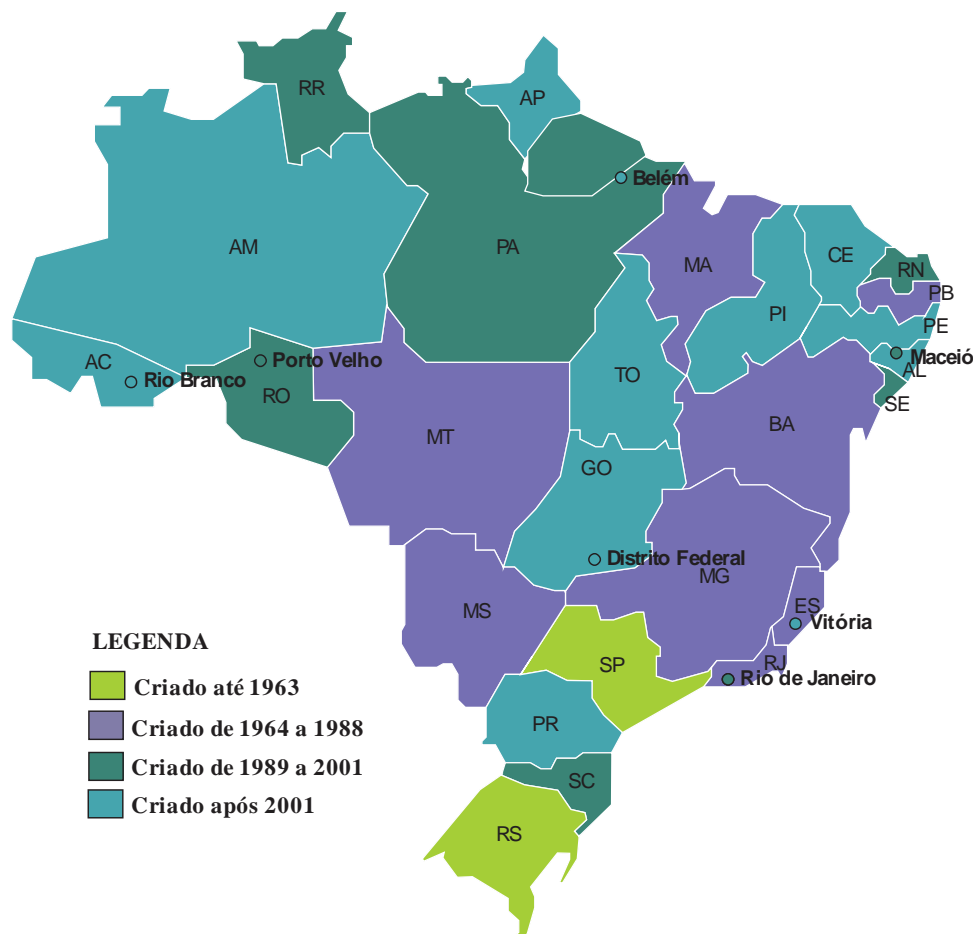 RR
AP
Belém
AM
PA
MA
CE
RN
PB
PI
PE
AC
Rio Branco
Porto Velho
RO
TO
Maceió
AL
SE
MT
BA
GO
Distrito Federal
MG
MS
ES
Vitória
LEGENDA
SP
RJ
Rio de Janeiro
Criado até 1963
Criado de 1964 a 1988
PR
Criado de 1989 a 2001
SC
Criado após 2001
RS